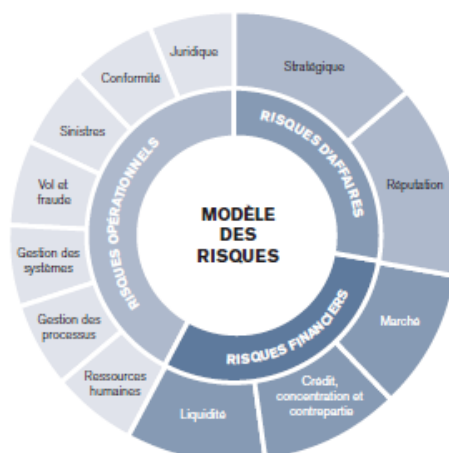 MODÈLE
DES
RISQUES
RISQUES D'AFFAIRES
Stratégique
Réputation
RISQUES FINANCIERS
Marché
Crédit,
concentration et
contrepartie
Liquidité
RISQUES OPÉRATIONNELS
Ressources
humaines
Gestion des
processus
Gestion des
systèmes
Vol et
fraude
Sinistres
Conformité
Juridique